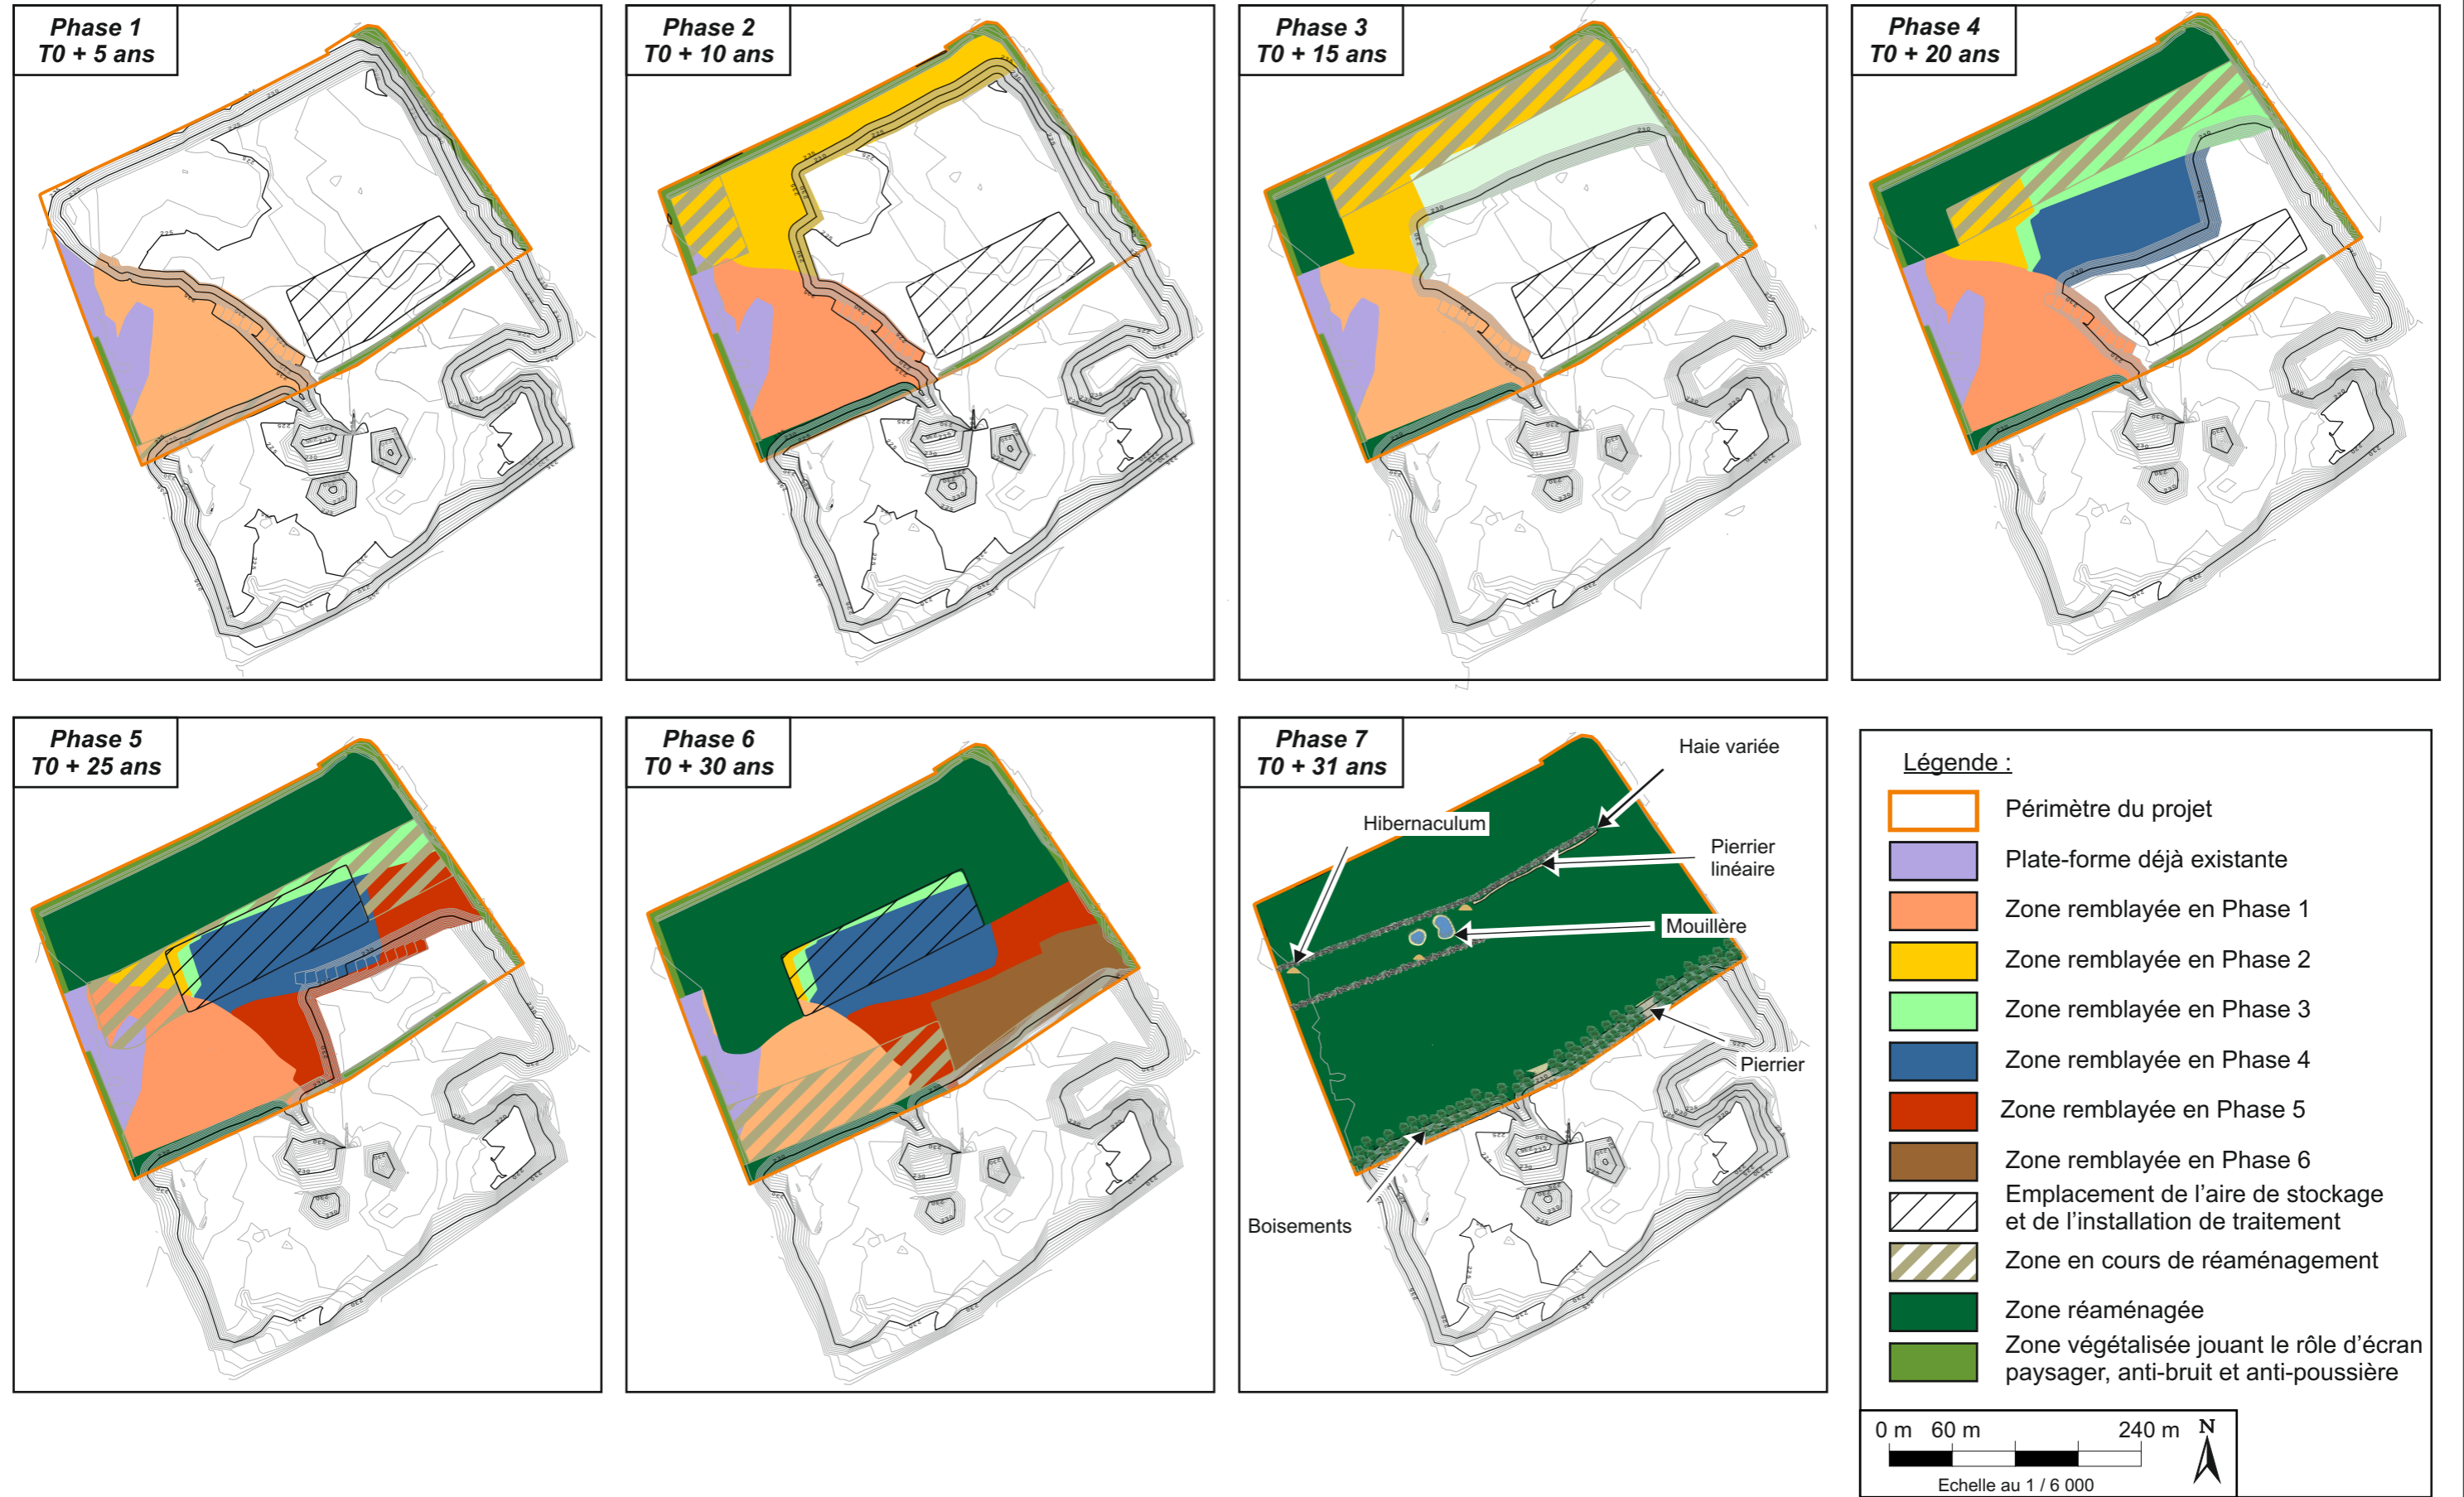 Phase 1
T0 + 5 ans
Phase 2
T0 + 10 ans
Phase 3
T0 + 15 ans
Phase 4
T0 + 20 ans
Phase 5
T0 + 25 ans
Phase 6
T0 + 30 ans
Phase 7
T0 + 31 ans
Haie variée
Hibernaculum
Pierrier
linéaire
Mouillère
Pierrier
Boisements
Légende :
Périmètre du projet
Plate-forme déjà existante
Zone remblayée en Phase 1
Zone remblayée en Phase 2
Zone remblayée en Phase 3
Zone remblayée en Phase 4
Zone remblayée en Phase 5
Zone remblayée en Phase 6
Emplacement de l'aire de stockage
et de l'installation de traitement
Zone en cours de réaménagement
Zone réaménagée
Zone végétalisée jouant le rôle d'écran
paysager, anti-bruit et anti-poussière
0 m 60 m 240 m
N
Echelle au 1 / 6 000